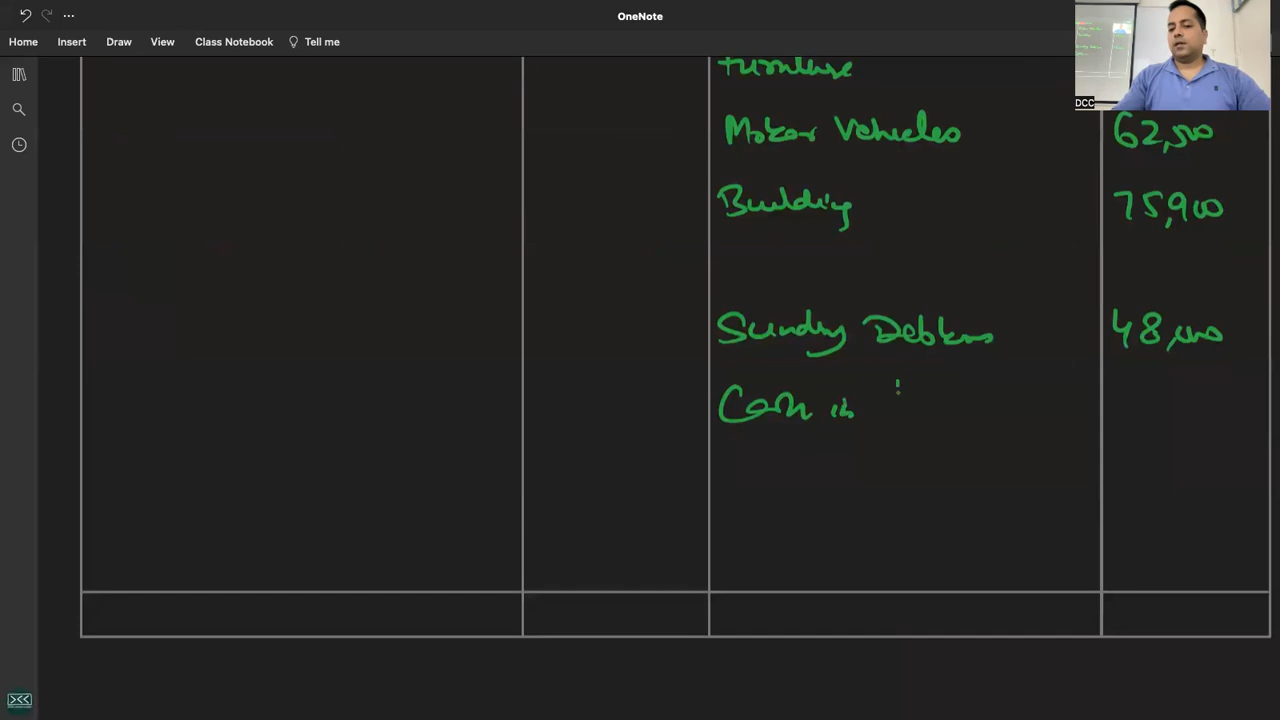 OneNote
Home Insert Draw View Class Notebook Tell me
Furniture
Motor Vehicles 62,500
Building 75,900
Sundry Debtors 48,000
Cash in
DCC